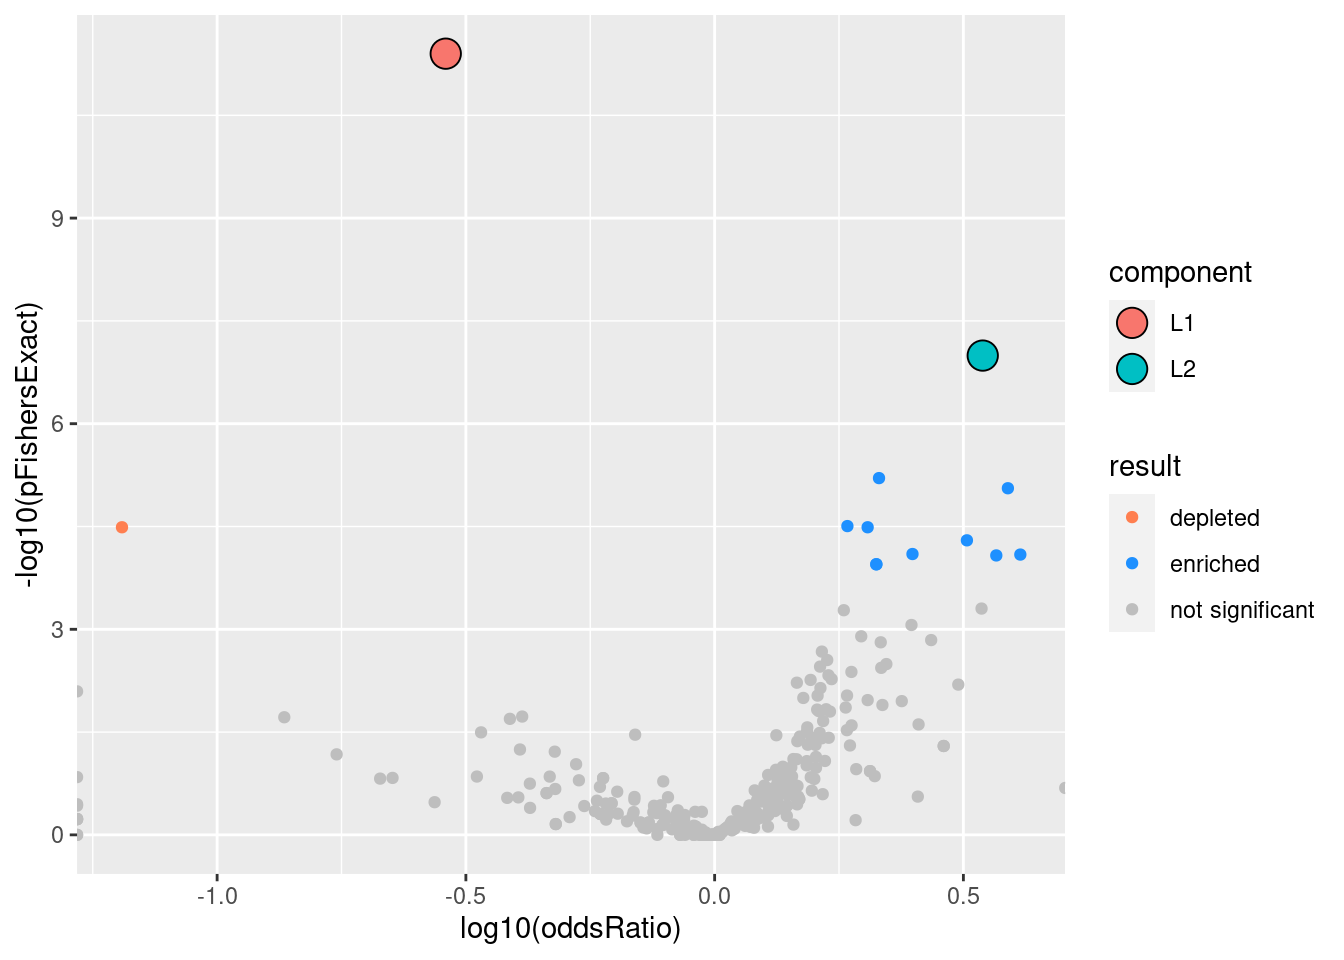 9
6
3
0
-log10(pFishersExact)
-1.0
-0.5
0.0
0.5
log10(oddsRatio)
component
L1
L2
result
depleted
enriched
not significant